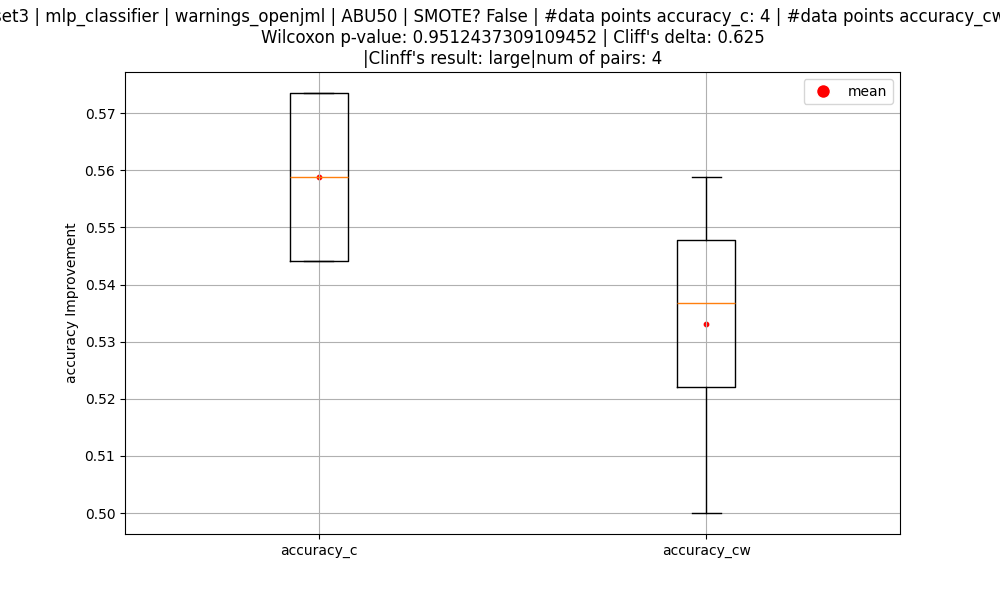 set3 | mlp_classifier | warnings_openjml | ABU50 | SMOTE? False | #data points accuracy_c: 4 | #data points accuracy_cw
Wilcoxon p-value: 0.9512437309109452 | Cliff's delta: 0.625
|Clinff's result: large|num of pairs: 4
mean
0.57
0.56
0.55
0.54
0.53
0.52
0.51
0.50
accuracy Improvement
accuracy_c
accuracy_cw